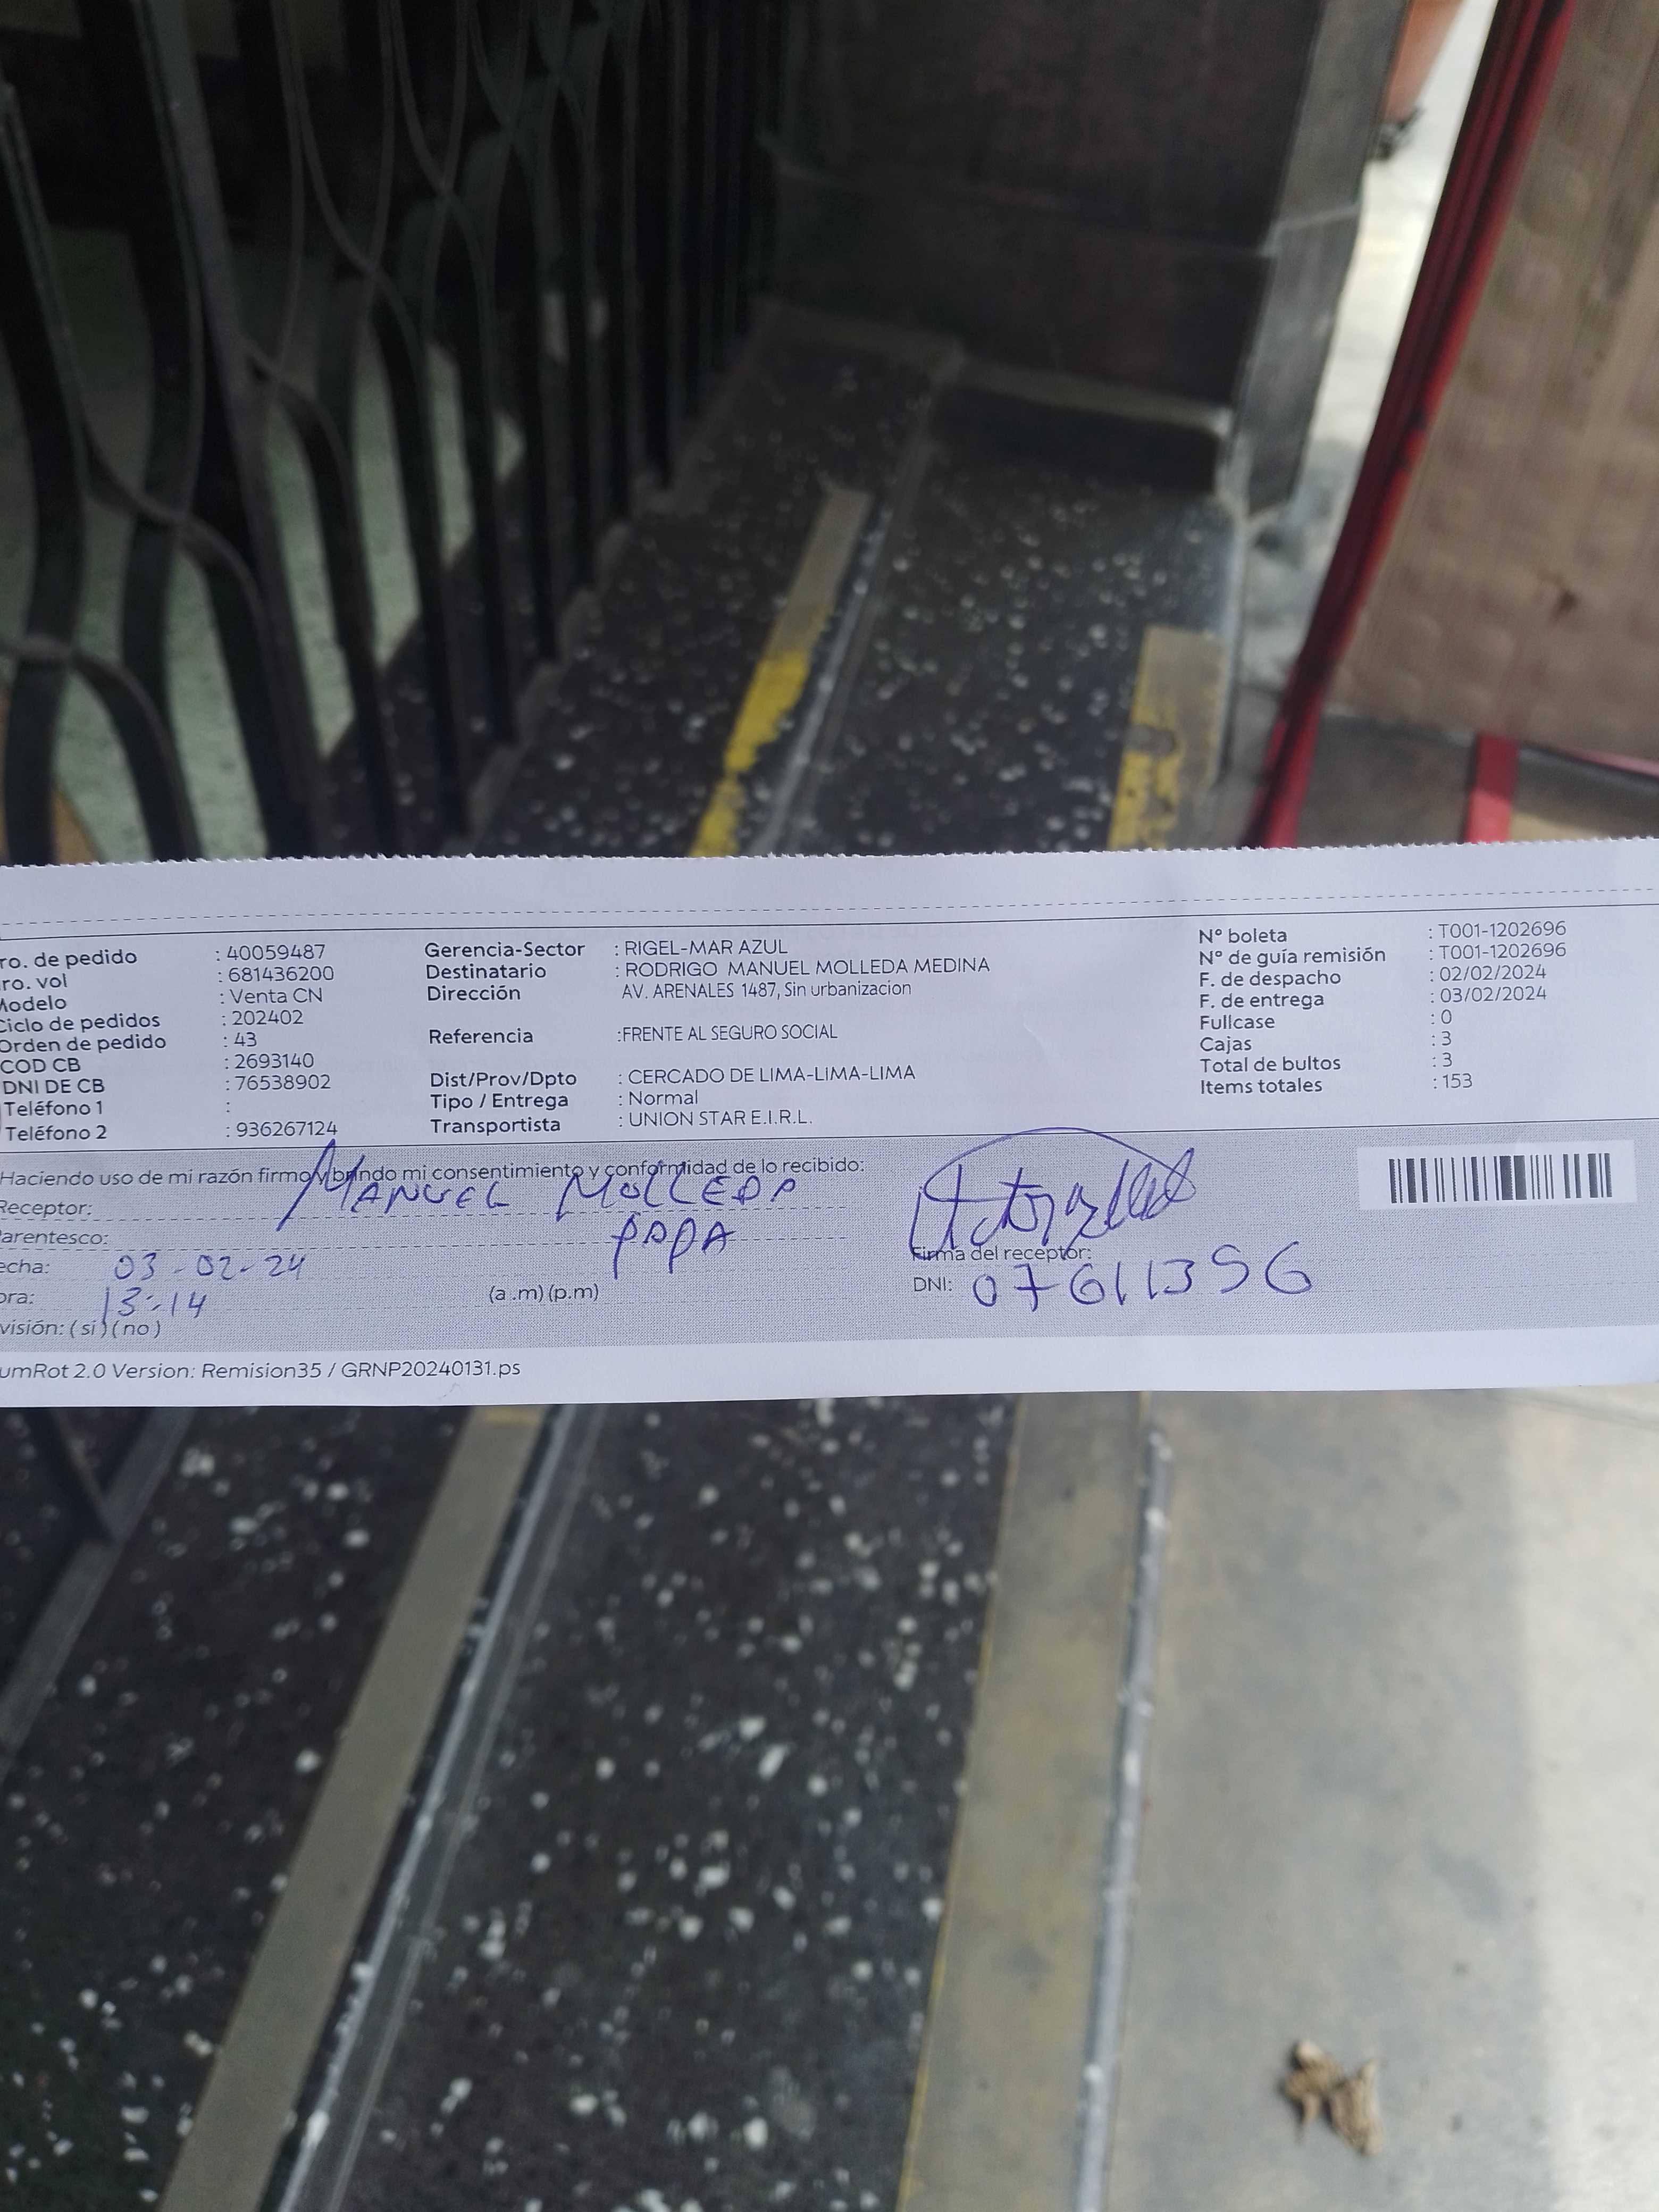 ro. de pedido : 40059487
ro. vol : 681436200
Modelo : Venta CN
Ciclo de pedidos : 202402
Orden de pedido : 43
COD CB : 2693140
DNI DE CB : 76538902
Teléfono 1 :
Teléfono 2 : 936267124
Gerencia-Sector : RIGEL-MAR AZUL
Destinatario : RODRIGO MANUEL MOLLEDA MEDINA
Dirección AV. ARENALES 1487, Sin urbanizacion
Referencia :FRENTE AL SEGURO SOCIAL
Dist/Prov/Dpto : CERCADO DE LIMA-LIMA-LIMA
Tipo / Entrega : Normal
Transportista : UNION STAR E.I.R.L.
N° boleta : T001-1202696
N° de guía remisión : T001-1202696
F. de despacho : 02/02/2024
F. de entrega : 03/02/2024
Fullcase : 0
Cajas : 3
Total de bultos : 3
Items totales : 153
Haciendo uso de mi razón firmo y brindo mi consentimiento y conformidad de lo recibido:
Receptor: MANUEL MOLLEDA
Parentesco: PAPA
echa: 03-02-24
ora: 13:14 (a .m) (p.m)
visión: ( si ) ( no )
Firma del receptor:
DNI: 07611356
umRot 2.0 Version: Remision35 / GRNP20240131.ps